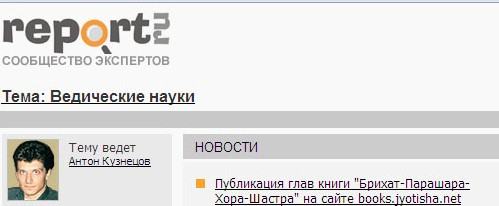 report.ru
СООБЩЕСТВО ЭКСПЕРТОВ
Тема: Ведические науки
Тему ведет
Антон Кузнецов
НОВОСТИ
Публикация глав книги "Брихат-Парашара-
Хора-Шастра" на сайте books.jyotisha.net